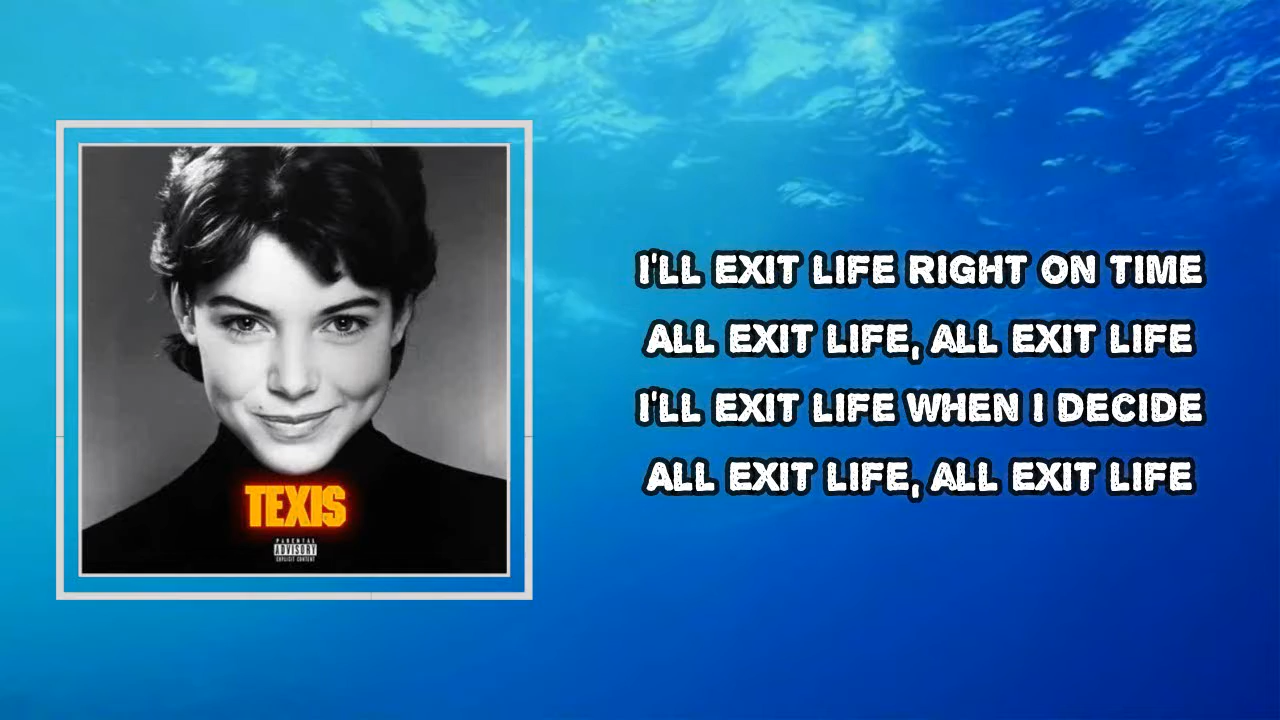 TEXIS
PARENTAL
ADVISORY
EXPLICIT CONTENT
I'LL EXIT LIFE RIGHT ON TIME
ALL EXIT LIFE, ALL EXIT LIFE
I'LL EXIT LIFE WHEN I DECIDE
ALL EXIT LIFE, ALL EXIT LIFE